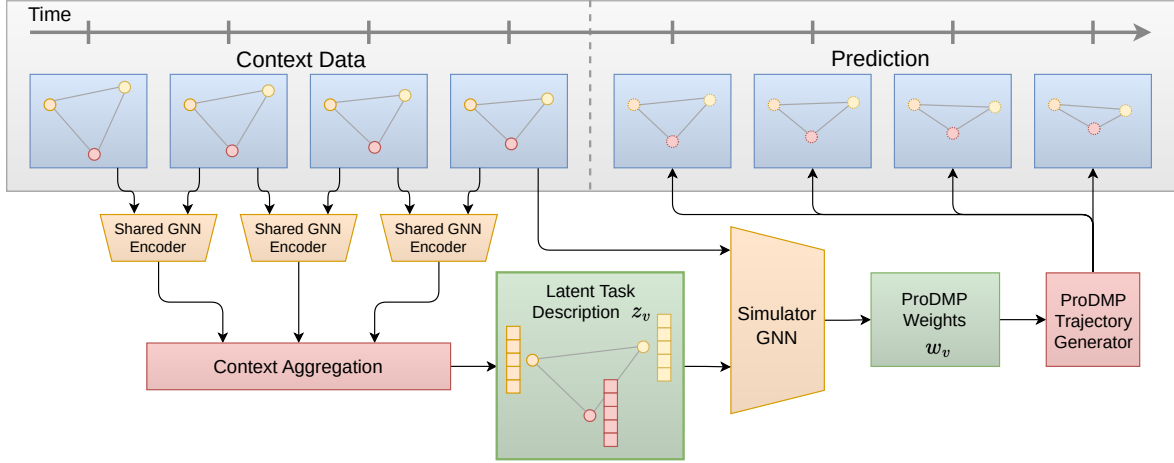 Time
Context Data
Prediction
Shared GNN
Encoder
Shared GNN
Encoder
Shared GNN
Encoder
Context Aggregation
Latent Task
Description z_v
Simulator
GNN
ProDMP
Weights
w_v
ProDMP
Trajectory
Generator